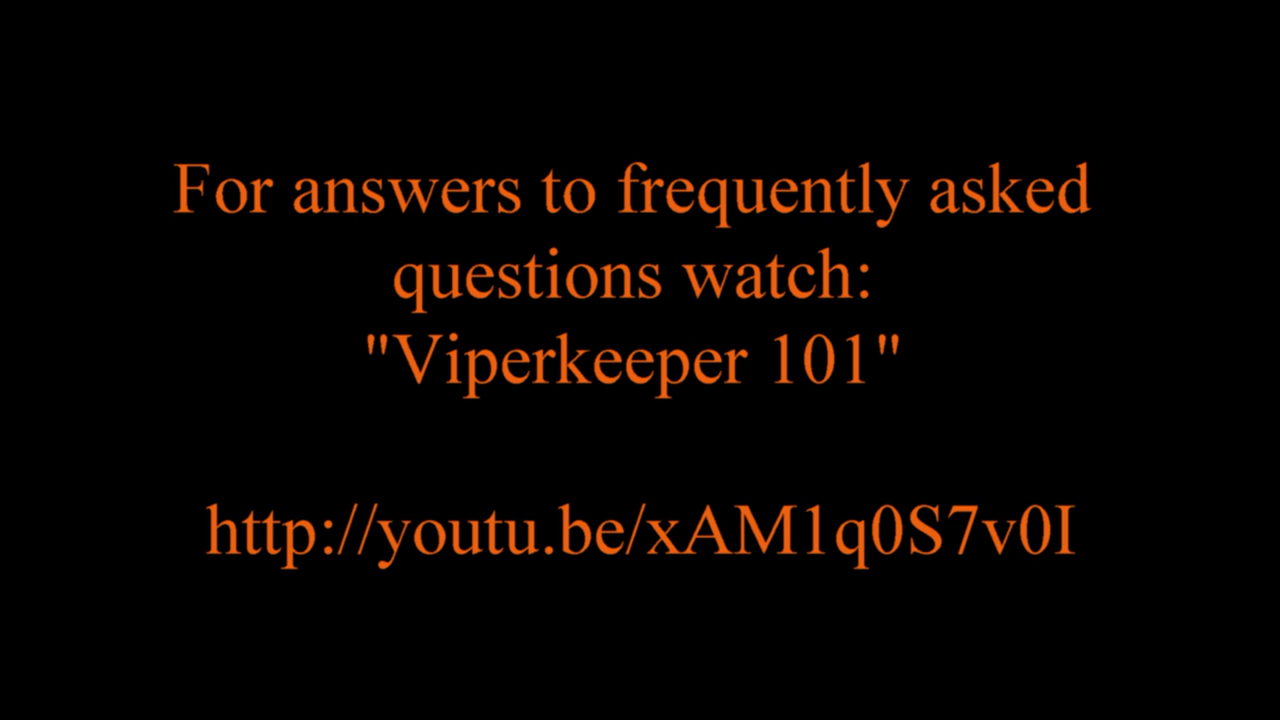 For answers to frequently asked
questions watch:
"Viperkeeper 101"
http://youtu.be/xAM1q0S7v0I